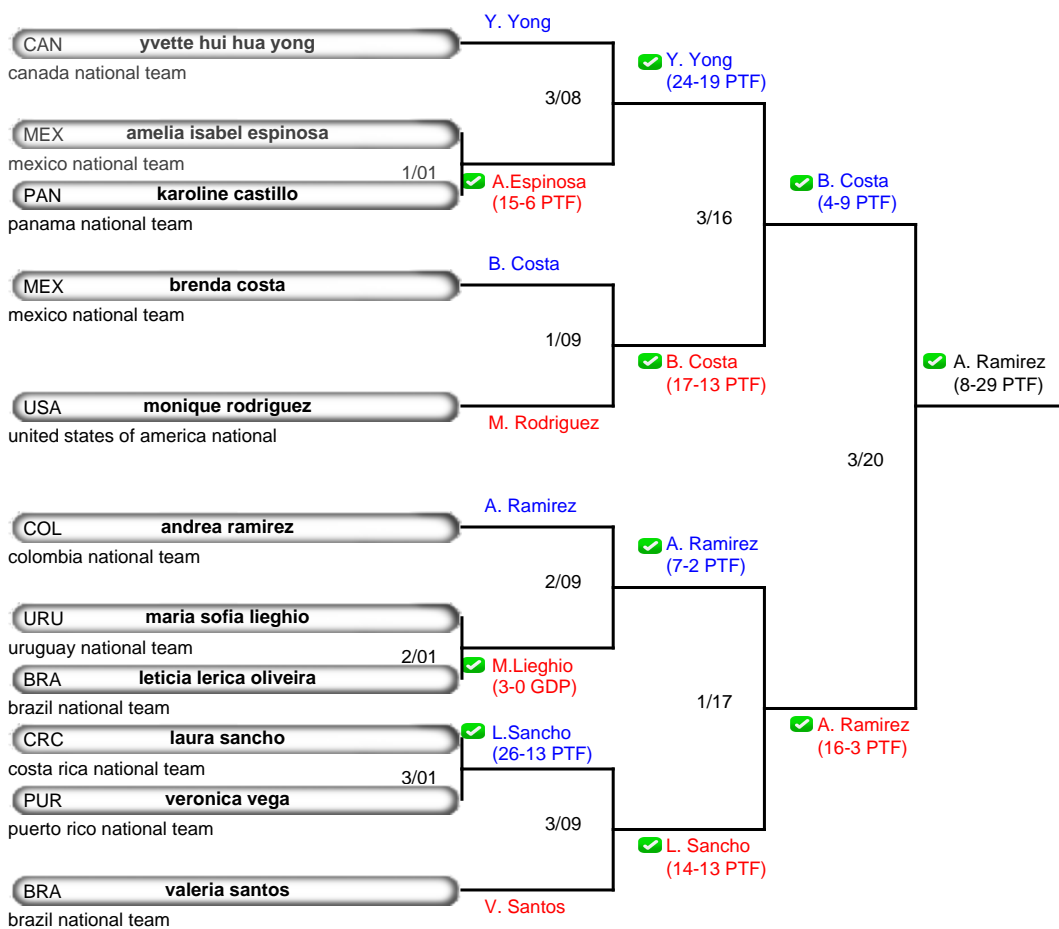 Y. Yong
CAN yvette hui hua yong
canada national team
Y. Yong
(24-19 PTF)
3/08
MEX amelia isabel espinosa
mexico national team
1/01
A.Espinosa
(15-6 PTF)
PAN karoline castillo
panama national team
B. Costa
(4-9 PTF)
3/16
B. Costa
MEX brenda costa
mexico national team
1/09
B. Costa
(17-13 PTF)
A. Ramirez
(8-29 PTF)
USA monique rodriguez
united states of america national
M. Rodriguez
3/20
A. Ramirez
COL andrea ramirez
colombia national team
A. Ramirez
(7-2 PTF)
2/09
URU maria sofia lieghio
uruguay national team
2/01
M.Lieghio
(3-0 GDP)
BRA leticia lerica oliveira
brazil national team
1/17
A. Ramirez
(16-3 PTF)
CRC laura sancho
costa rica national team
L.Sancho
(26-13 PTF)
3/01
PUR veronica vega
puerto rico national team
3/09
L. Sancho
(14-13 PTF)
BRA valeria santos
brazil national team
V. Santos